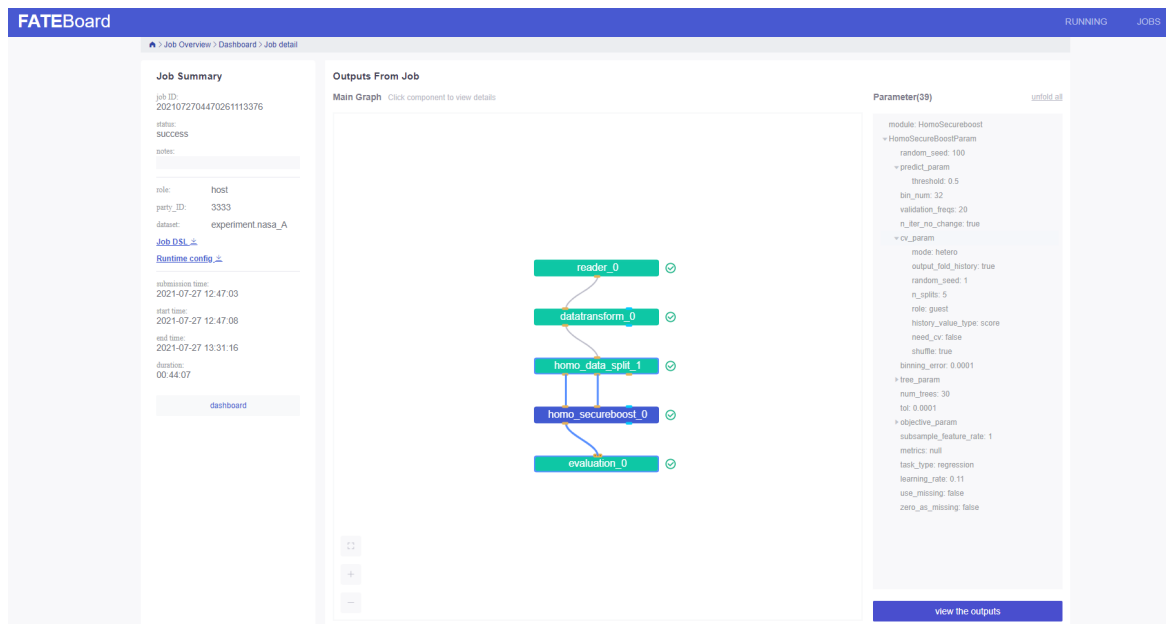 FATEBoard
RUNNING
JOBS
> Job Overview > Dashboard > Job detail
Job Summary
job ID:
2021072704470261113376
status:
success
notes:
role: host
party_ID: 3333
dataset: experiment.nasa_A
Job DSL
Runtime config
submission time:
2021-07-27 12:47:03
start time:
2021-07-27 12:47:08
end time:
2021-07-27 13:31:16
duration:
00:44:07
dashboard
Outputs From Job
Main Graph Click component to view details
reader_0
datatransform_0
homo_data_split_1
homo_secureboost_0
evaluation_0
Parameter(39) unfold all
module: HomoSecureboost
HomoSecureBoostParam
random_seed: 100
predict_param
threshold: 0.5
bin_num: 32
validation_freqs: 20
n_iter_no_change: true
cv_param
mode: hetero
output_fold_history: true
random_seed: 1
n_splits: 5
role: guest
history_value_type: score
need_cv: false
shuffle: true
binning_error: 0.0001
tree_param
num_trees: 30
tol: 0.0001
objective_param
subsample_feature_rate: 1
metrics: null
task_type: regression
learning_rate: 0.11
use_missing: false
zero_as_missing: false
view the outputs